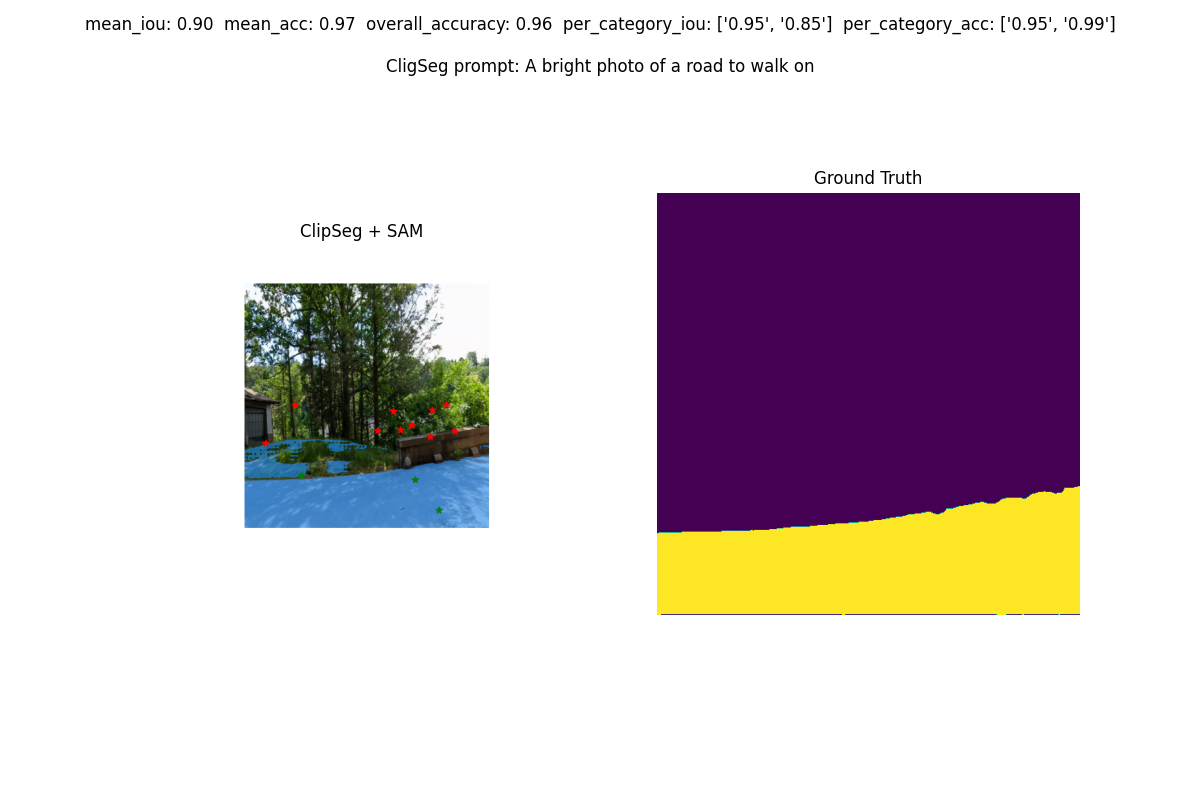 mean_iou: 0.90  mean_acc: 0.97  overall_accuracy: 0.96  per_category_iou: ['0.95', '0.85']  per_category_acc: ['0.95', '0.99']
CligSeg prompt: A bright photo of a road to walk on
Ground Truth
ClipSeg + SAM